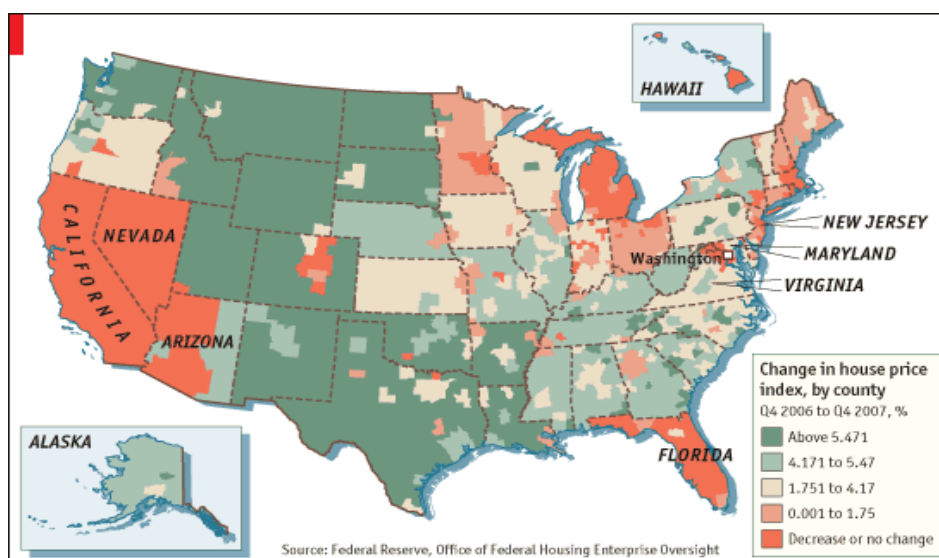 HAWAII
CALIFORNIA
NEVADA
ARIZONA
Washington
NEW JERSEY
MARYLAND
VIRGINIA
FLORIDA
ALASKA
Change in house price
index, by county
Q4 2006 to Q4 2007, %
Above 5.471
4.171 to 5.47
1.751 to 4.17
0.001 to 1.75
Decrease or no change
Source: Federal Reserve, Office of Federal Housing Enterprise Oversight